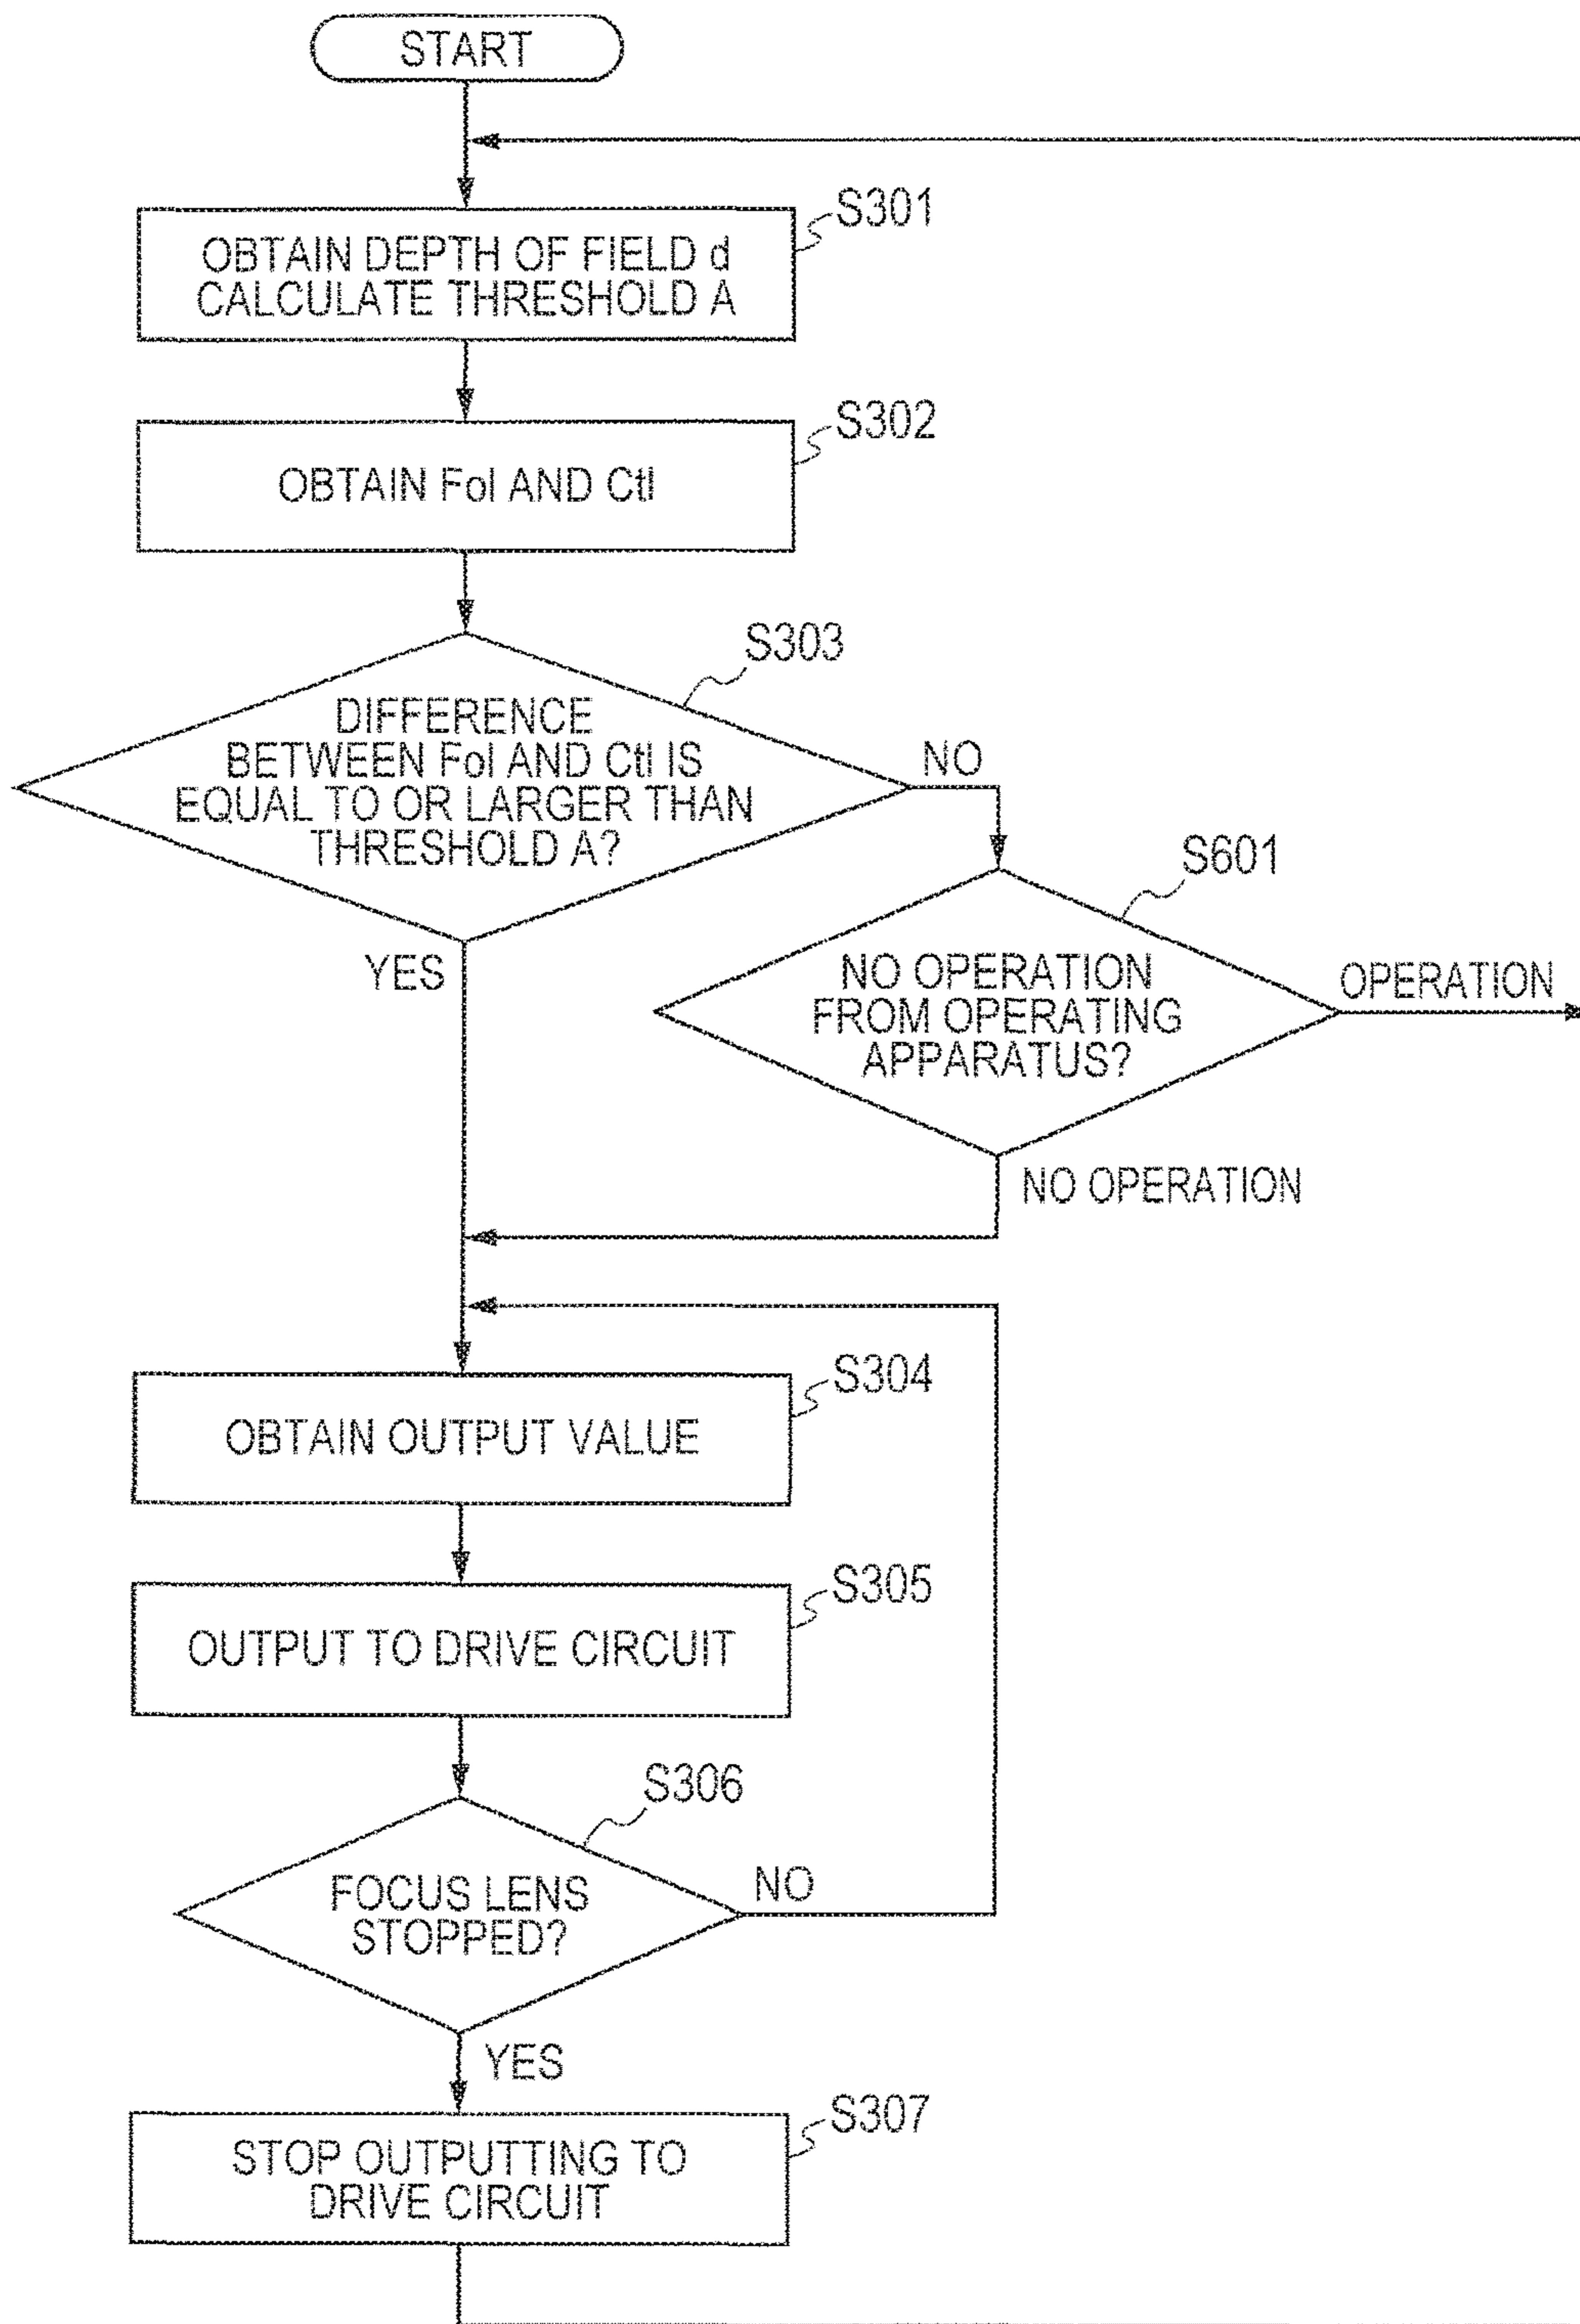 START
S301
OBTAIN DEPTH OF FIELD d
CALCULATE THRESHOLD A
S302
OBTAIN Fol AND Ctl
S303
DIFFERENCE
BETWEEN Fol AND Ctl IS
EQUAL TO OR LARGER THAN
THRESHOLD A?
NO
YES
S601
NO OPERATION
FROM OPERATING
APPARATUS?
OPERATION
NO OPERATION
S304
OBTAIN OUTPUT VALUE
S305
OUTPUT TO DRIVE CIRCUIT
S306
FOCUS LENS
STOPPED?
NO
YES
S307
STOP OUTPUTTING TO
DRIVE CIRCUIT